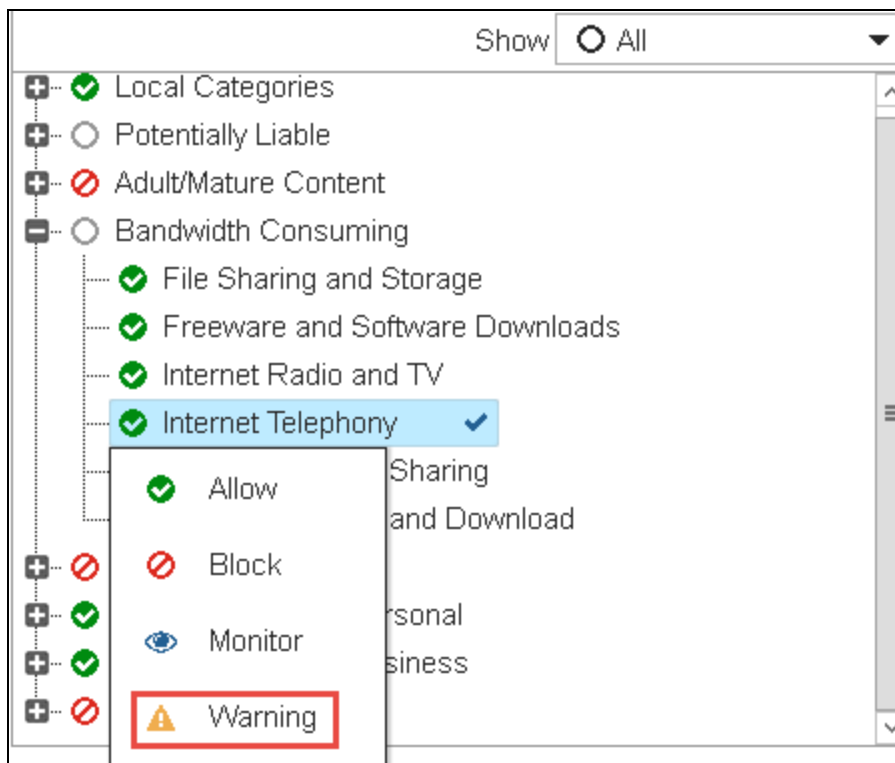 Show All
Local Categories
Potentially Liable
Adult/Mature Content
Bandwidth Consuming
File Sharing and Storage
Freeware and Software Downloads
Internet Radio and TV
Internet Telephony
Sharing
Allow
and Download
Block
rsonal
Monitor
siness
Warning